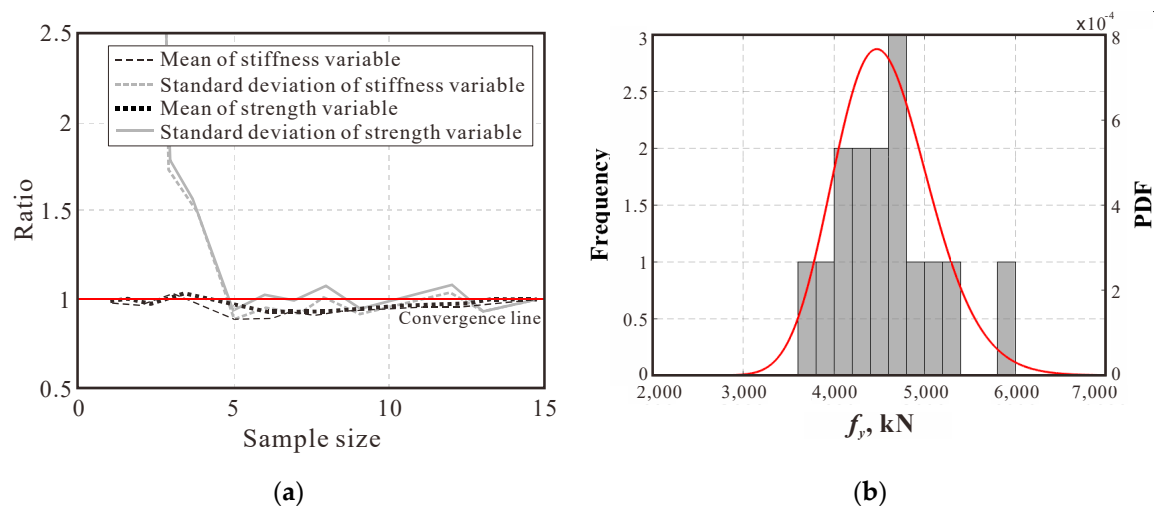 2.5
2
1.5
1
0.5
Ratio
Mean of stiffness variable
Standard deviation of stiffness variable
Mean of strength variable
Standard deviation of strength variable
Convergence line
0
5
10
15
Sample size
(a)
x10⁻⁴
3
2.5
2
1.5
1
0.5
0
Frequency
8
6
4
2
0
PDF
2,000
3,000
4,000
5,000
6,000
7,000
fy, kN
(b)